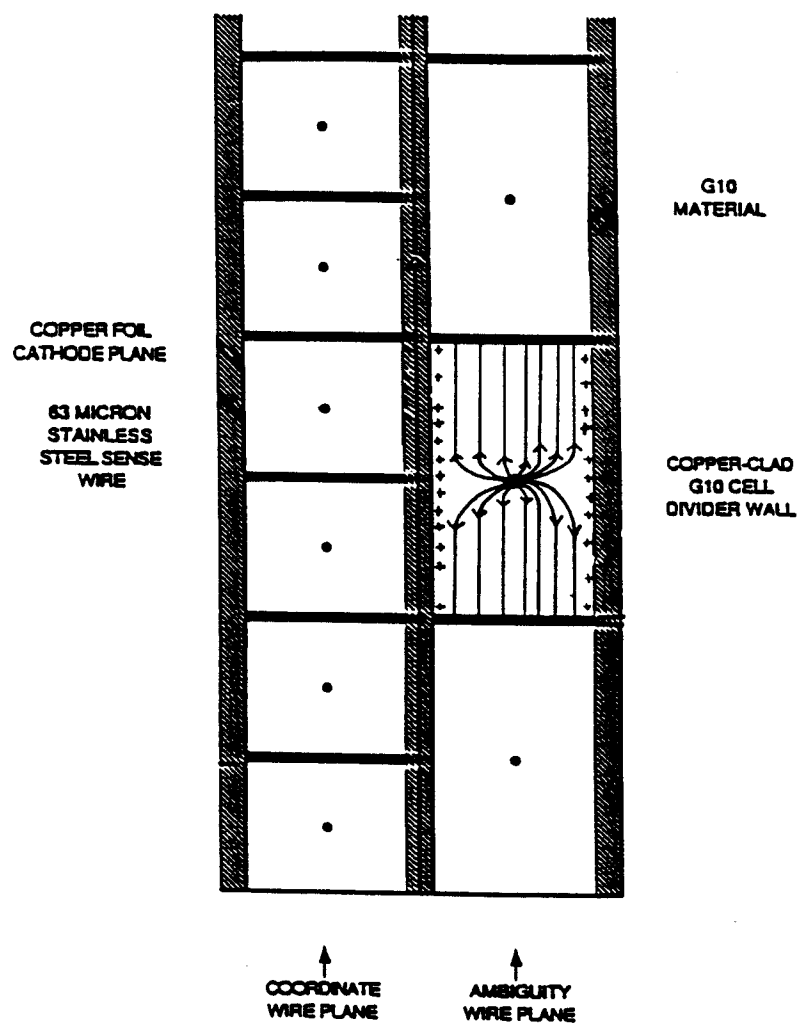 G10
MATERIAL
COPPER FOIL
CATHODE PLANE
63 MICRON
STAINLESS
STEEL SENSE
WIRE
COPPER-CLAD
G10 CELL
DIVIDER WALL
COORDINATE
WIRE PLANE
AMBIGUITY
WIRE PLANE